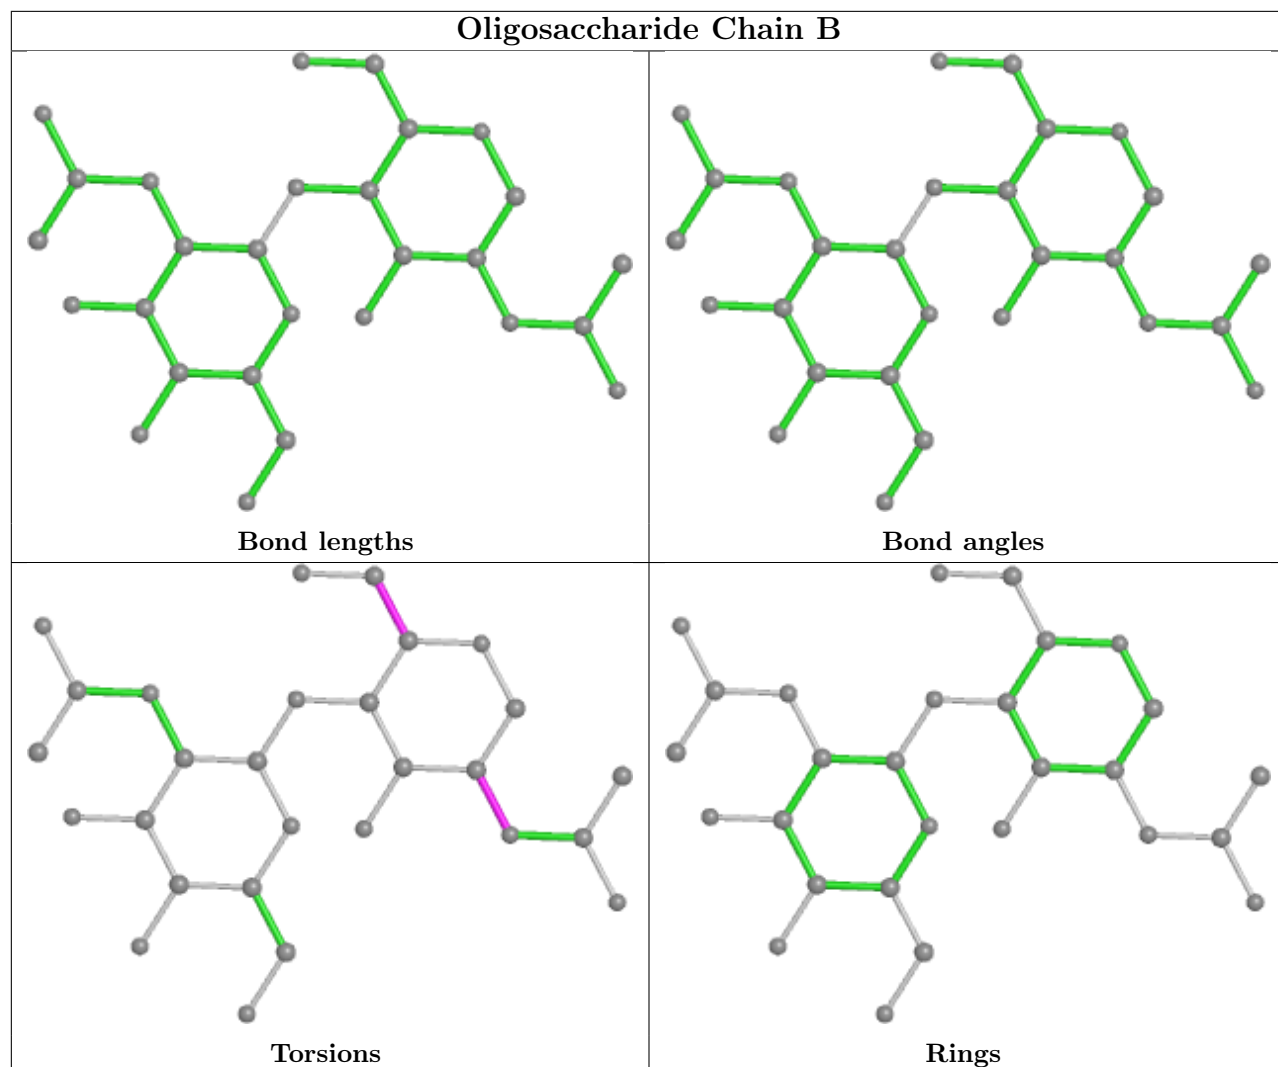 Oligosaccharide Chain B
Bond lengths
Bond angles
Torsions
Rings